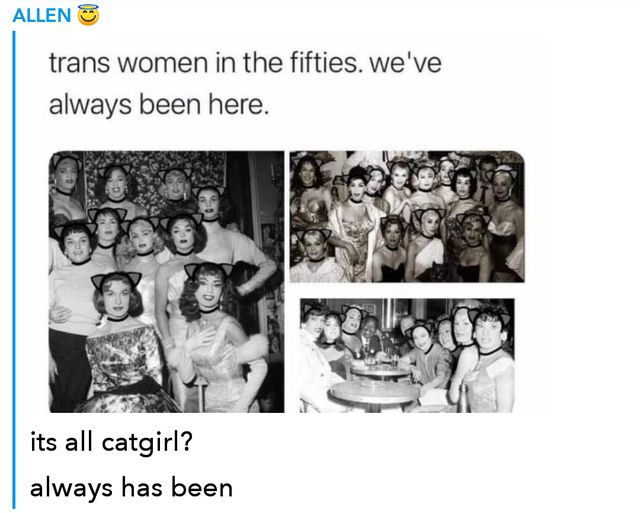 ALLEN 😇
trans women in the fifties. we've
always been here.
its all catgirl?
always has been